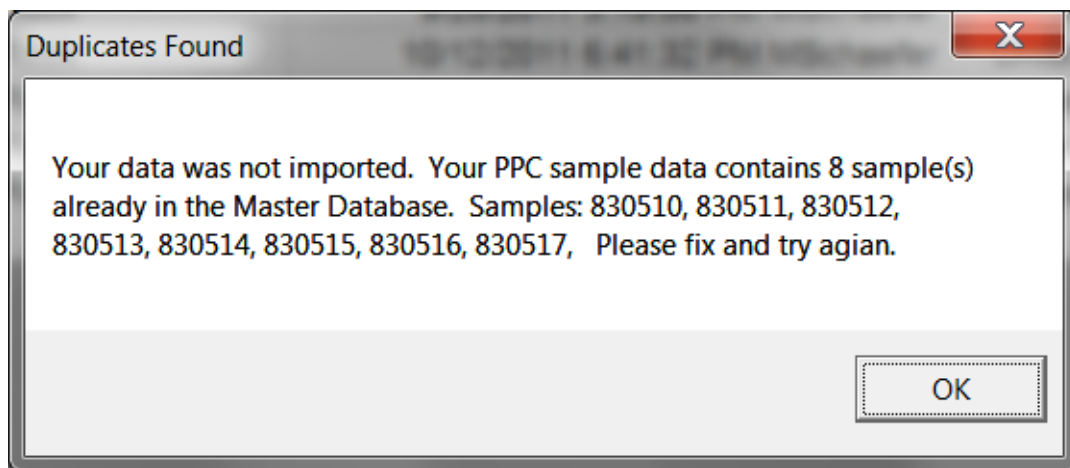 Duplicates Found
Your data was not imported.  Your PPC sample data contains 8 sample(s)
already in the Master Database.  Samples: 830510, 830511, 830512,
830513, 830514, 830515, 830516, 830517,   Please fix and try agian.
OK